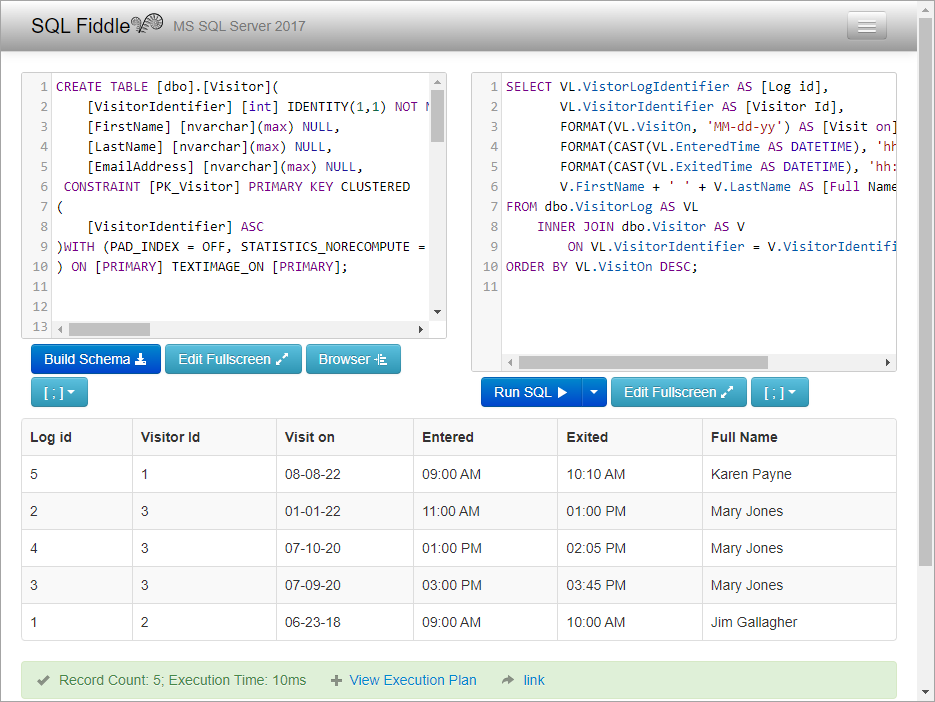 SQL Fiddle MS SQL Server 2017
1 CREATE TABLE [dbo].[Visitor](
2 [VisitorIdentifier] [int] IDENTITY(1,1) NOT
3 [FirstName] [nvarchar](max) NULL,
4 [LastName] [nvarchar](max) NULL,
5 [EmailAddress] [nvarchar](max) NULL,
6 CONSTRAINT [PK_Visitor] PRIMARY KEY CLUSTERED
7 (
8 [VisitorIdentifier] ASC
9 )WITH (PAD_INDEX = OFF, STATISTICS_NORECOMPUTE =
10 ) ON [PRIMARY] TEXTIMAGE_ON [PRIMARY];
11
12
13
Build Schema Edit Fullscreen Browser
[ ; ]
1 SELECT VL.VistorLogIdentifier AS [Log id],
2 VL.VisitorIdentifier AS [Visitor Id],
3 FORMAT(VL.VisitOn, 'MM-dd-yy') AS [Visit on]
4 FORMAT(CAST(VL.EnteredTime AS DATETIME), 'hh
5 FORMAT(CAST(VL.ExitedTime AS DATETIME), 'hh:
6 V.FirstName + ' ' + V.LastName AS [Full Name
7 FROM dbo.VisitorLog AS VL
8 INNER JOIN dbo.Visitor AS V
9 ON VL.VisitorIdentifier = V.VisitorIdentifi
10 ORDER BY VL.VisitOn DESC;
11
Run SQL Edit Fullscreen [ ; ]
Log id Visitor Id Visit on Entered Exited Full Name
5 1 08-08-22 09:00 AM 10:10 AM Karen Payne
2 3 01-01-22 11:00 AM 01:00 PM Mary Jones
4 3 07-10-20 01:00 PM 02:05 PM Mary Jones
3 3 07-09-20 03:00 PM 03:45 PM Mary Jones
1 2 06-23-18 09:00 AM 10:00 AM Jim Gallagher
Record Count: 5; Execution Time: 10ms View Execution Plan link